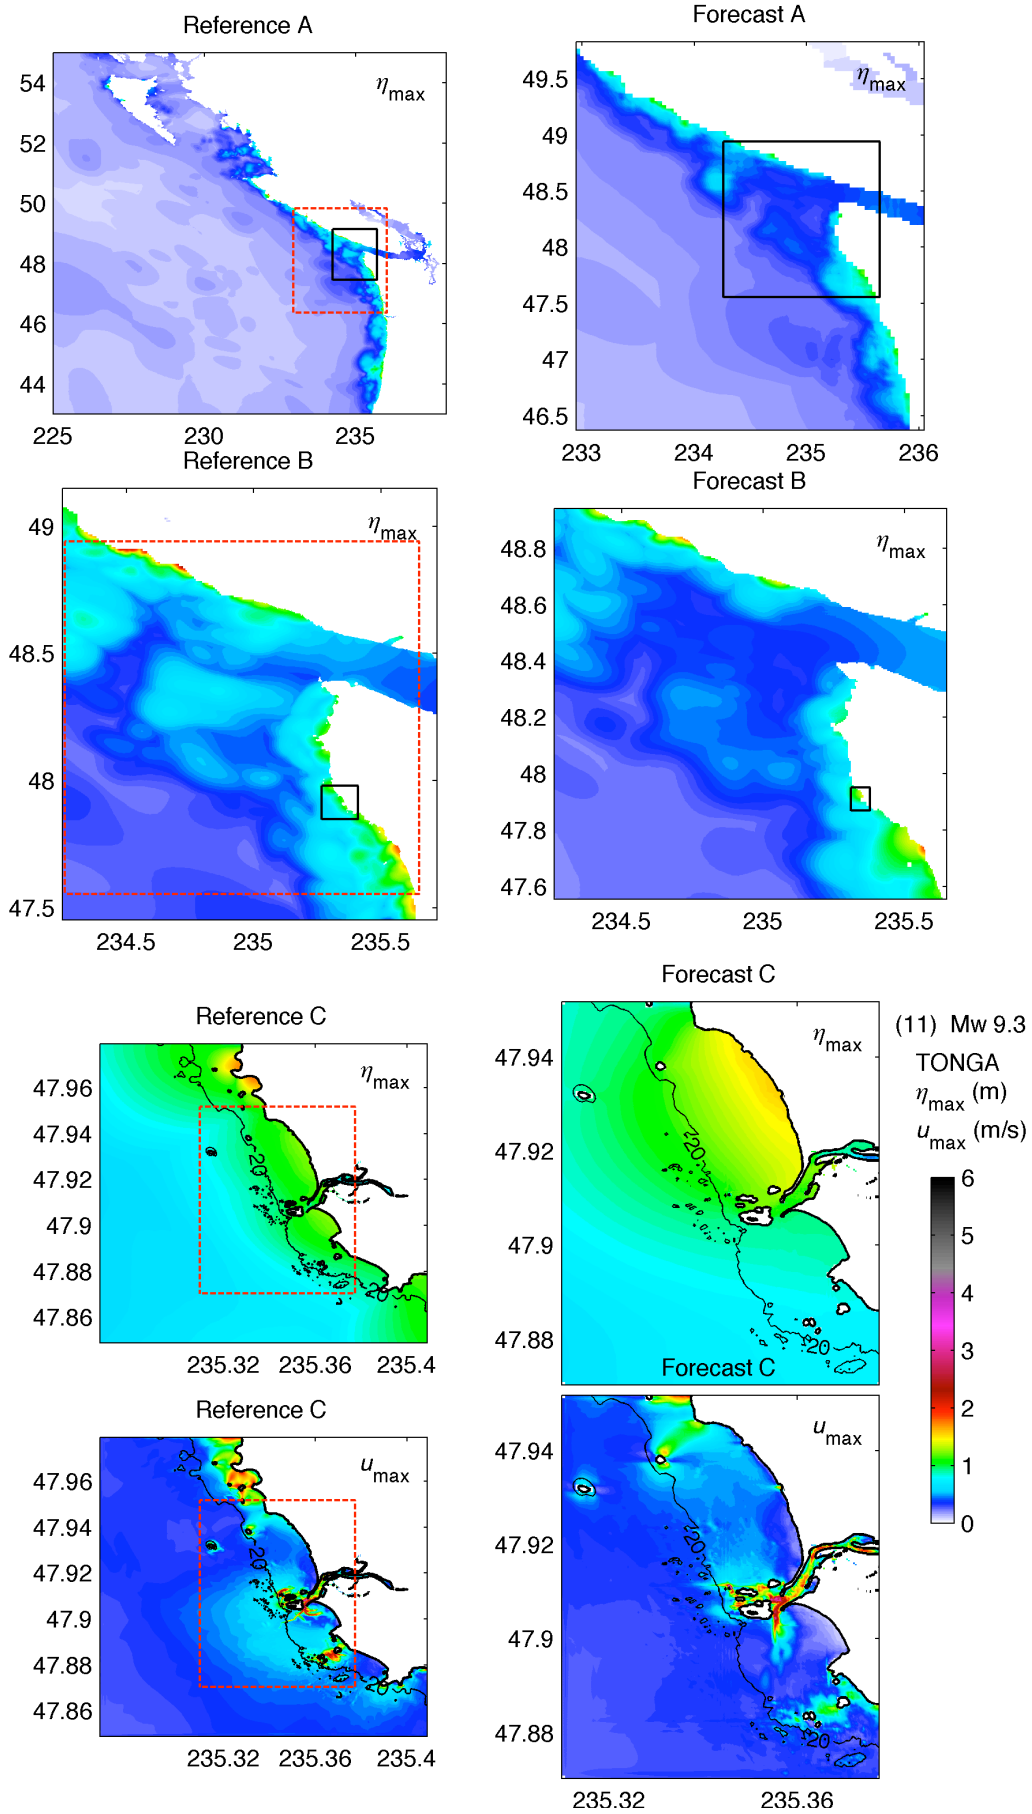 Reference A
η max
54
52
50
48
46
44
225 230 235
Forecast A
η max
49.5
49
48.5
48
47.5
47
46.5
233 234 235 236
Reference B
η max
49
48.5
48
47.5
234.5 235 235.5
Forecast B
η max
48.8
48.6
48.4
48.2
48
47.8
47.6
234.5 235 235.5
Reference C
η max
47.96
47.94
47.92
47.9
47.88
47.86
-20
235.32 235.36 235.4
Forecast C
η max
47.94
47.92
47.9
47.88
-20
-20
(11) Mw 9.3
TONGA
η max (m)
u max (m/s)
6
5
4
3
2
1
0
Reference C
u max
47.96
47.94
47.92
47.9
47.88
47.86
-20
-20
235.32 235.36 235.4
Forecast C
u max
47.94
47.92
47.9
47.88
-20
-20
235.32 235.36